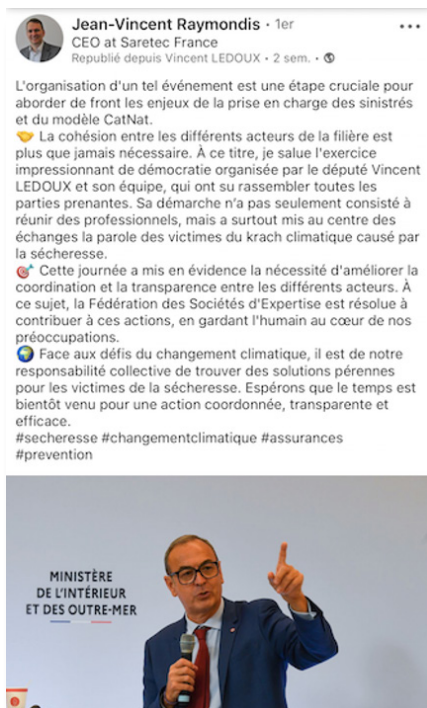 Jean-Vincent Raymondis · 1er
CEO at Saretec France
Republié depuis Vincent LEDOUX • 2 sem. •
L'organisation d'un tel événement est une étape cruciale pour
aborder de front les enjeux de la prise en charge des sinistrés
et du modèle CatNat.
🤝 La cohésion entre les différents acteurs de la filière est
plus que jamais nécessaire. À ce titre, je salue l'exercice
impressionnant de démocratie organisée par le député Vincent
LEDOUX et son équipe, qui ont su rassembler toutes les
parties prenantes. Sa démarche n'a pas seulement consisté à
réunir des professionnels, mais a surtout mis au centre des
échanges la parole des victimes du krach climatique causé par
la sécheresse.
🎯 Cette journée a mis en évidence la nécessité d'améliorer la
coordination et la transparence entre les différents acteurs. À
ce sujet, la Fédération des Sociétés d'Expertise est résolue à
contribuer à ces actions, en gardant l'humain au cœur de nos
préoccupations.
🌍 Face aux défis du changement climatique, il est de notre
responsabilité collective de trouver des solutions pérennes
pour les victimes de la sécheresse. Espérons que le temps est
bientôt venu pour une action coordonnée, transparente et
efficace.
#secheresse #changementclimatique #assurances
#prevention
MINISTÈRE
DE L'INTÉRIEUR
ET DES OUTRE-MER